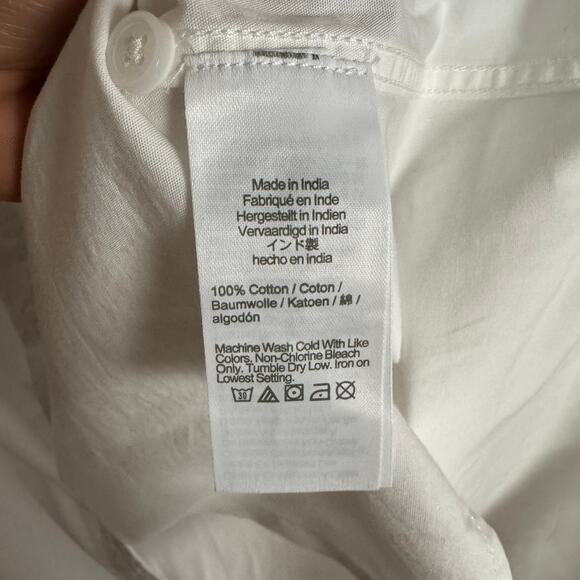 Made in India
Fabriqué en Inde
Hergestellt in Indien
Vervaardigd in India
インド製
hecho en india
100% Cotton / Coton /
Baumwolle / Katoen / 綿 /
algodón
Machine Wash Cold With Like
Colors. Non-Chlorine Bleach
Only. Tumble Dry Low. Iron on
Lowest Setting.
30